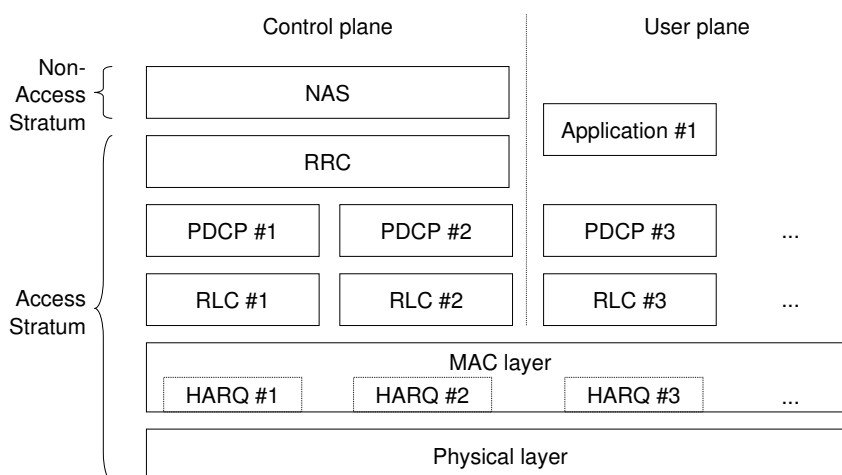 Control plane
User plane
Non-
Access
Stratum
NAS
Application #1
RRC
PDCP #1
PDCP #2
PDCP #3
...
Access
Stratum
RLC #1
RLC #2
RLC #3
...
MAC layer
HARQ #1
HARQ #2
HARQ #3
...
Physical layer